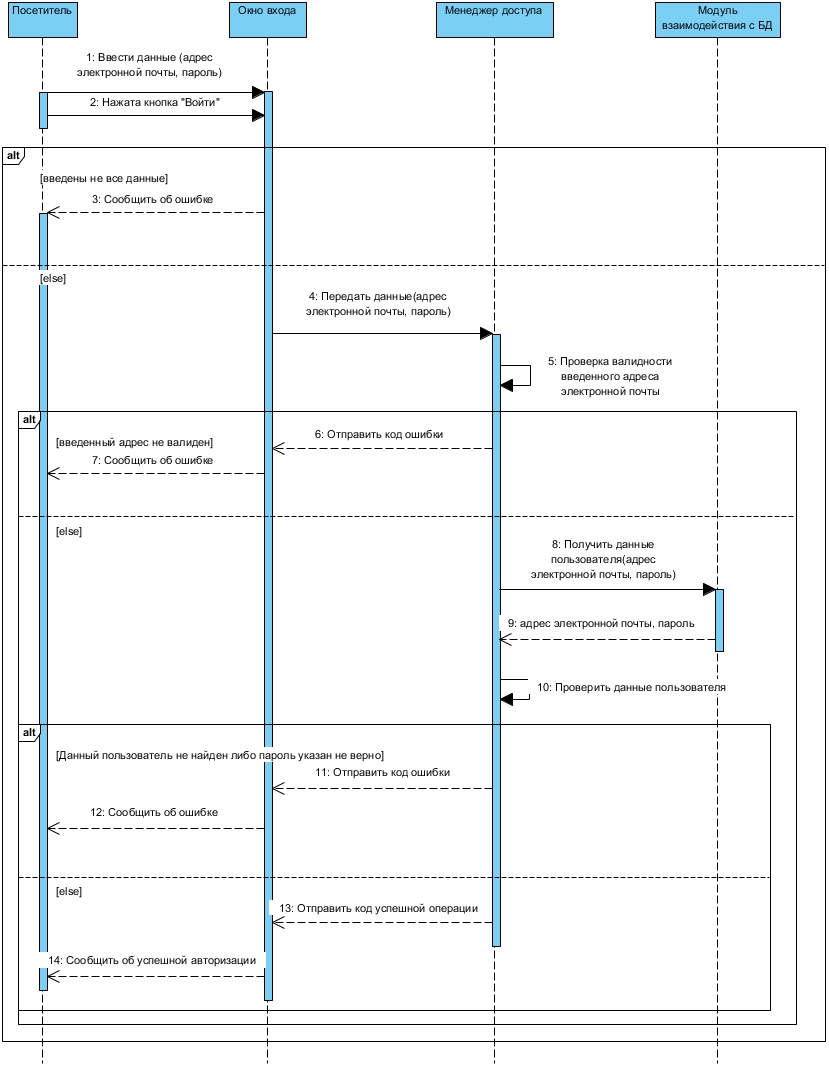 Посетитель
Окно входа
Менеджер доступа
Модуль
взаимодействия с БД
1: Ввести данные (адрес
электронной почты, пароль)
2: Нажата кнопка "Войти"
alt
[введены не все данные]
3: Сообщить об ошибке
[else]
4: Передать данные(адрес
электронной почты, пароль)
5: Проверка валидности
введенного адреса
электронной почты
alt
6: Отправить код ошибки
[введенный адрес не валиден]
7: Сообщить об ошибке
[else]
8: Получить данные
пользователя(адрес
электронной почты, пароль)
9: адрес электронной почты, пароль
10: Проверить данные пользователя
alt
[Данный пользователь не найден либо пароль указан не верно]
11: Отправить код ошибки
12: Сообщить об ошибке
[else]
13: Отправить код успешной операции
14: Сообщить об успешной авторизации